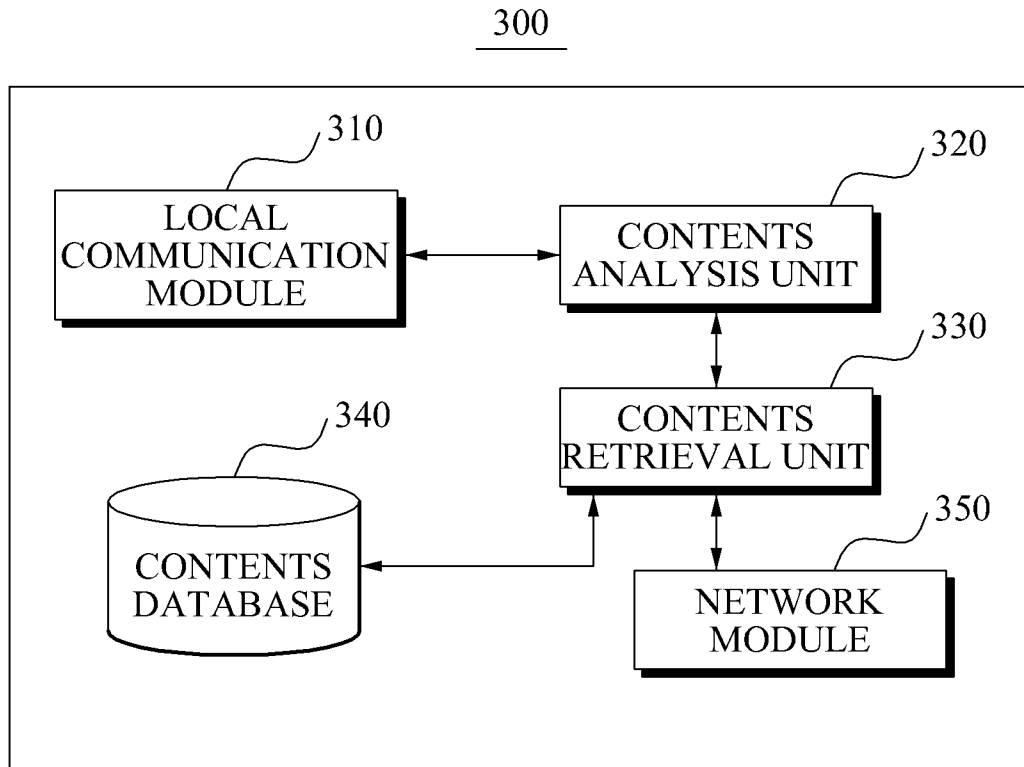 300
310
LOCAL
COMMUNICATION
MODULE
320
CONTENTS
ANALYSIS UNIT
330
CONTENTS
RETRIEVAL UNIT
340
CONTENTS
DATABASE
350
NETWORK
MODULE